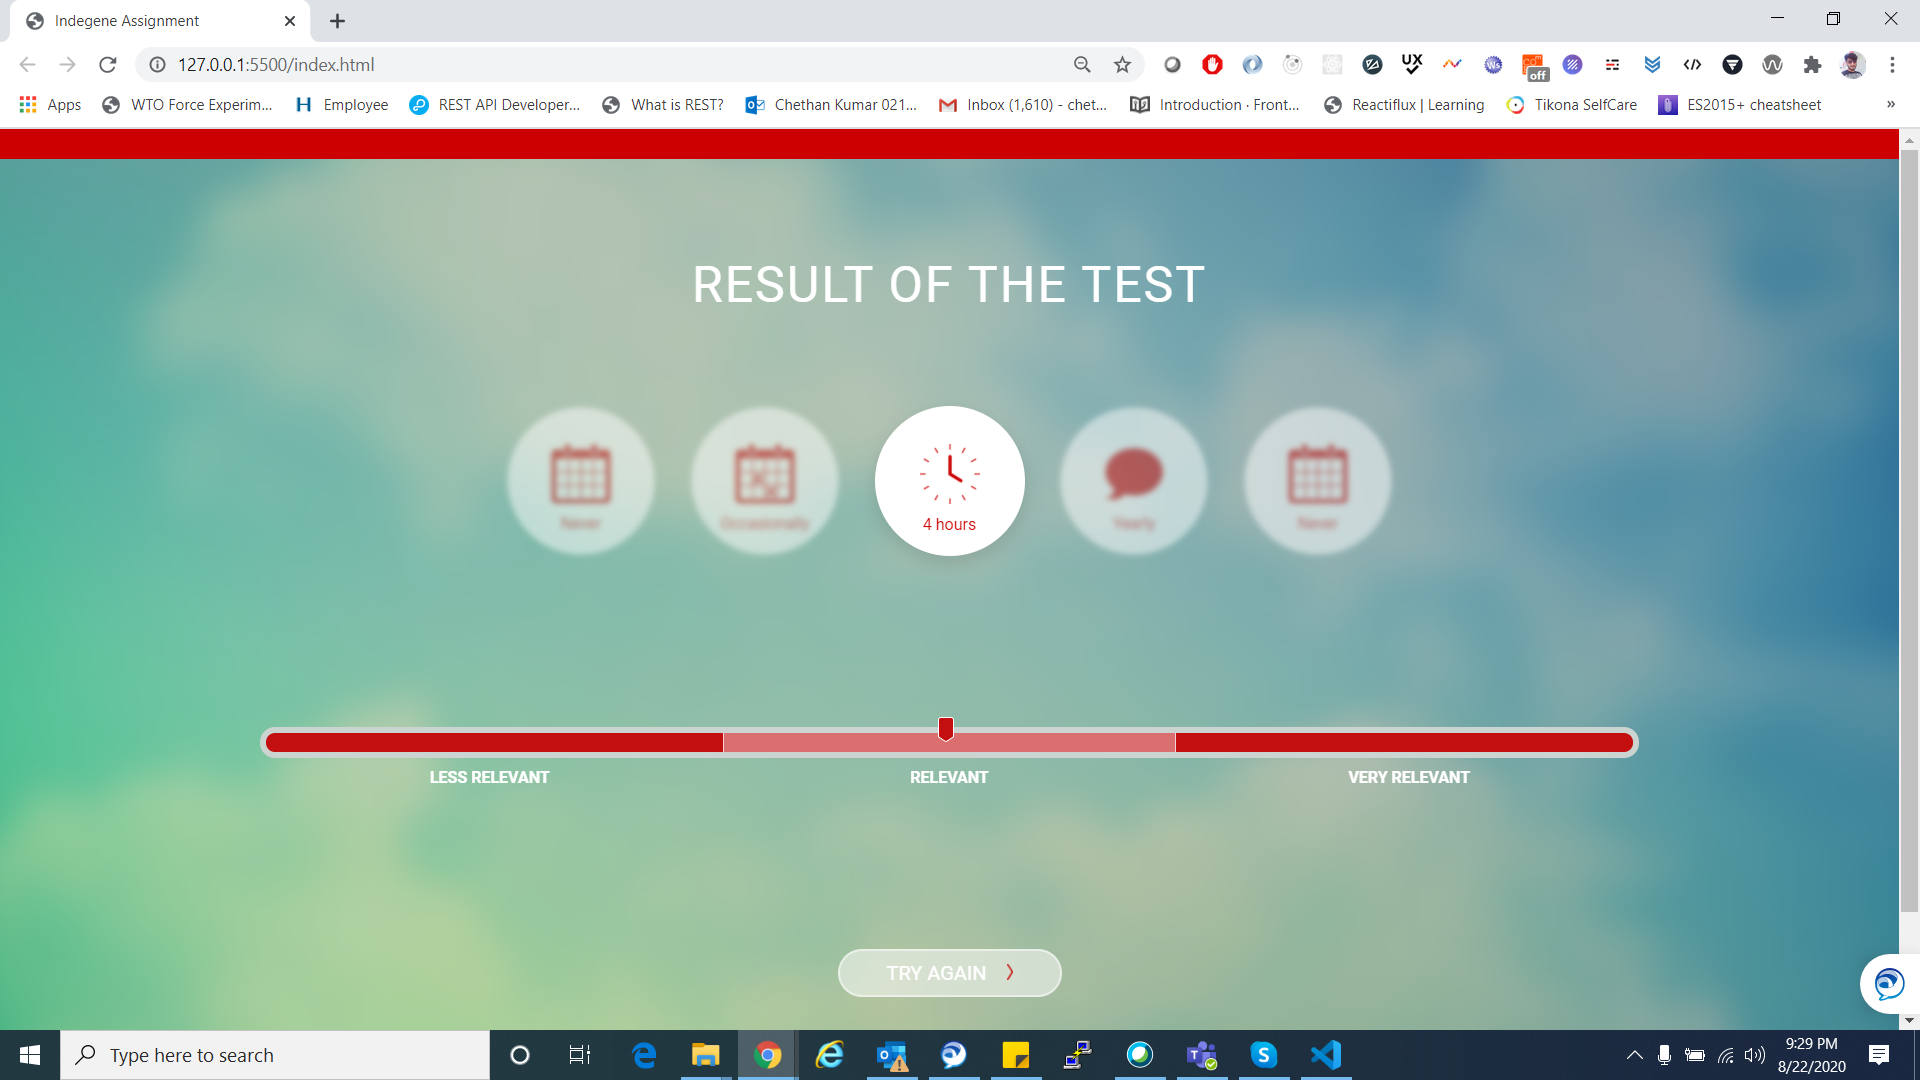 Indegene Assignment
127.0.0.1:5500/index.html
UX
Ws
off
Apps
WTO Force Experim...
H Employee
REST API Developer...
What is REST?
Chethan Kumar 021...
Inbox (1,610) - chet...
Introduction · Front...
Reactiflux | Learning
Tikona SelfCare
ES2015+ cheatsheet
»
RESULT OF THE TEST
Never
Occasionally
4 hours
Yearly
Never
LESS RELEVANT
RELEVANT
VERY RELEVANT
TRY AGAIN
Type here to search
9:29 PM
8/22/2020